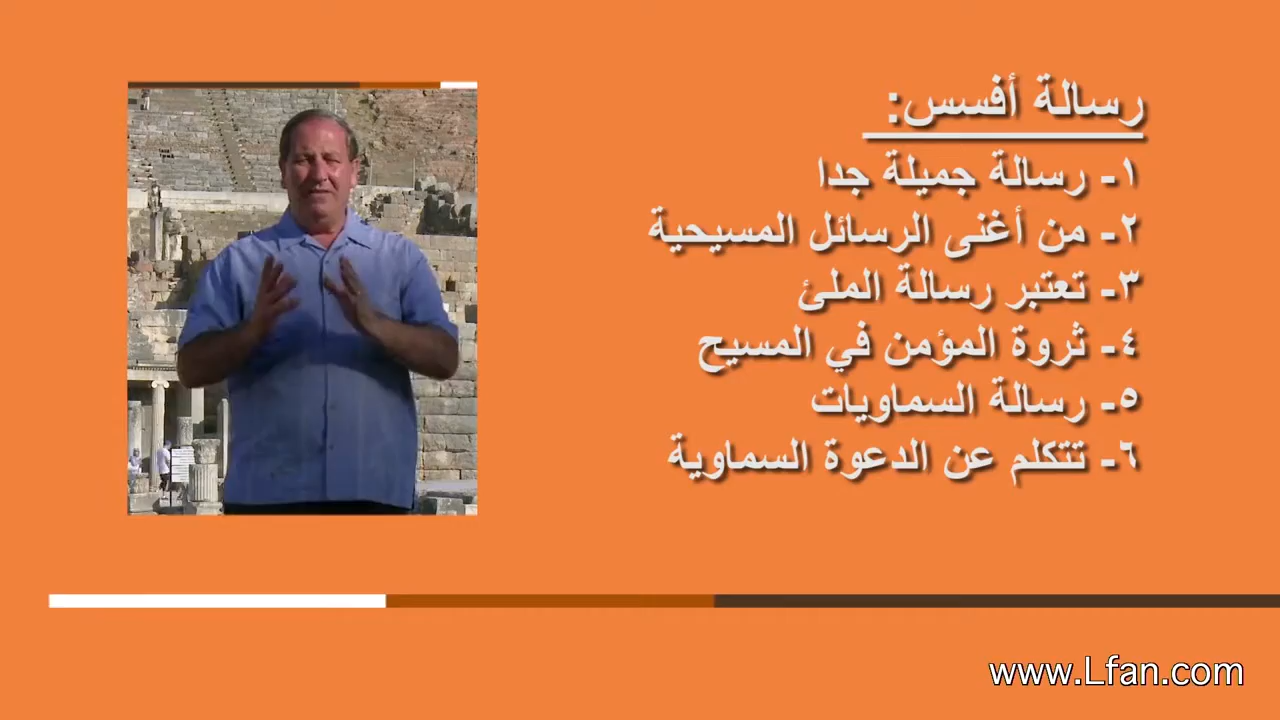 رسالة أفسس:
١- رسالة جميلة جدا
٢- من أغنى الرسائل المسيحية
٣- تعتبر رسالة الملئ
٤- ثروة المؤمن في المسيح
٥- رسالة السماويات
٦- تتكلم عن الدعوة السماوية
www.Lfan.com